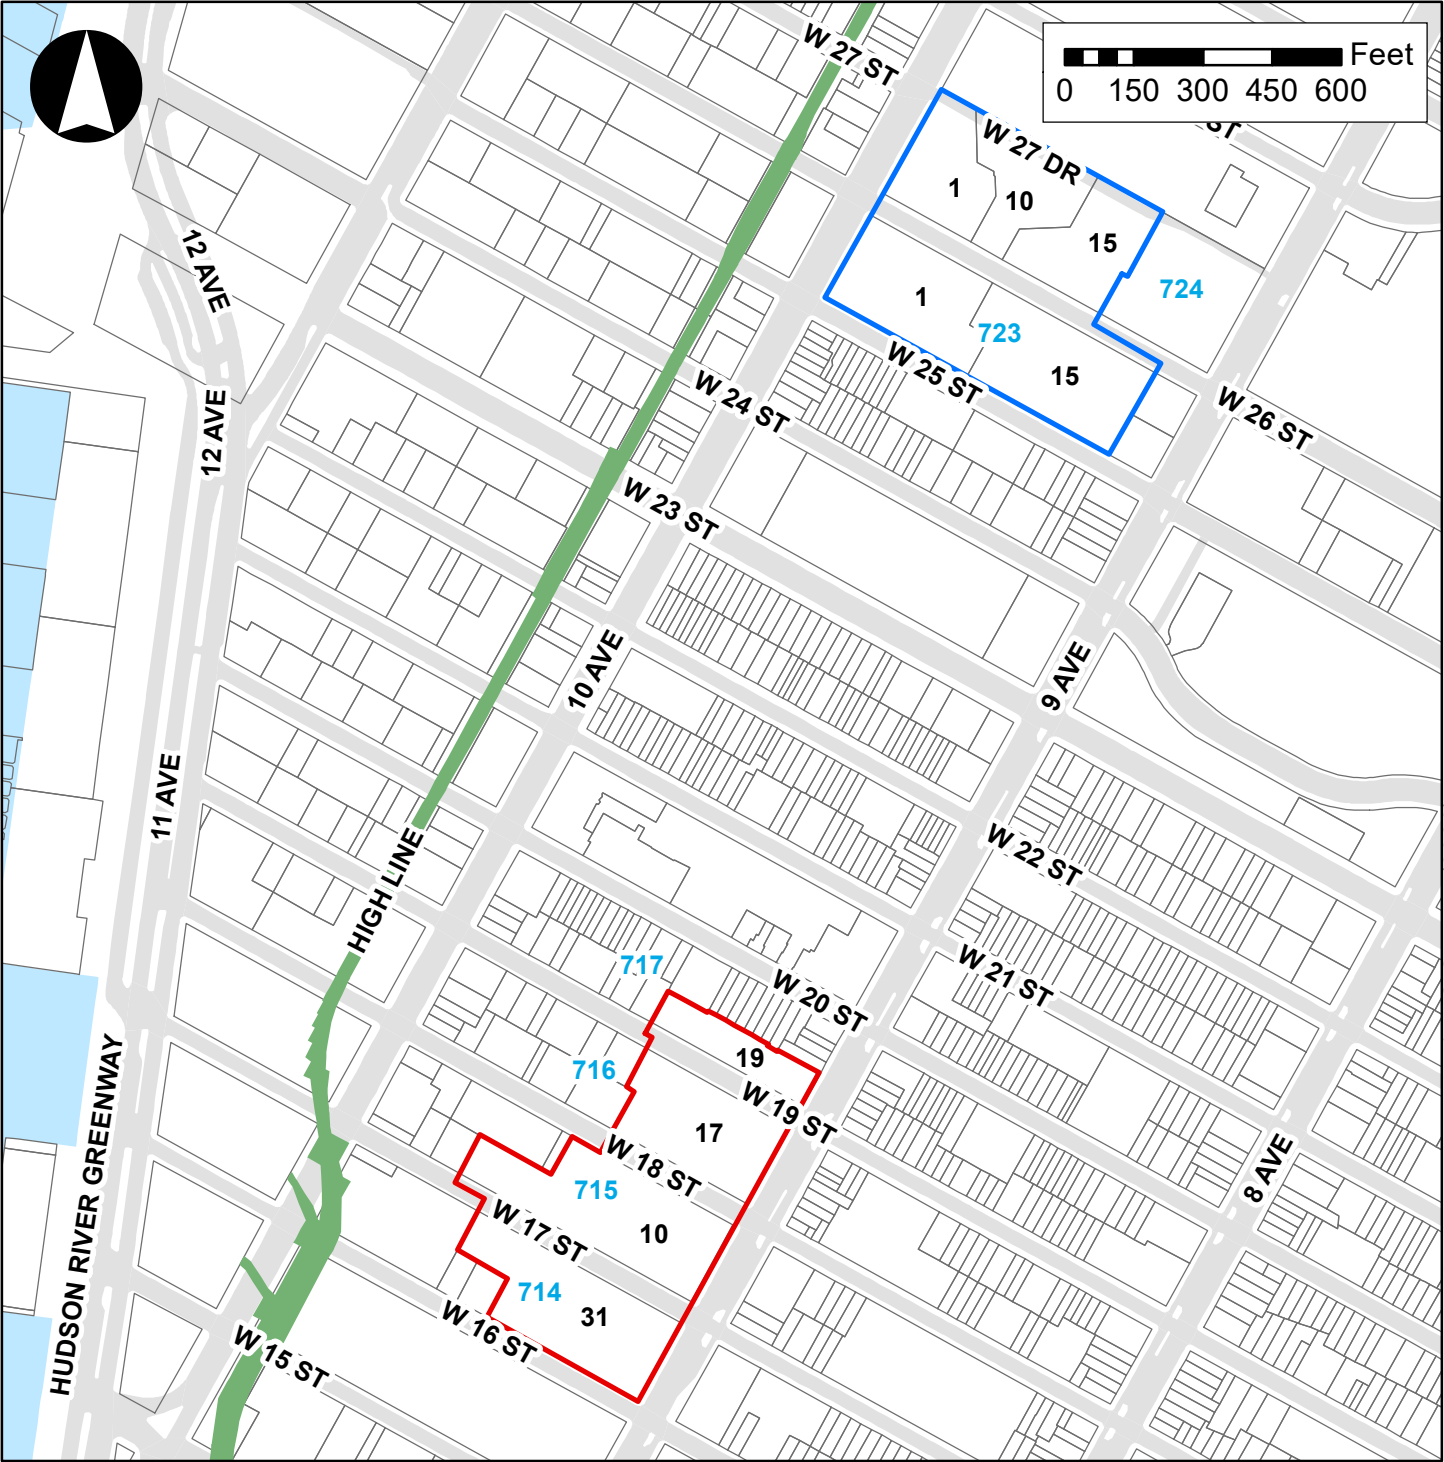 W 27 ST
Feet
0 150 300 450 600
ST
W 27 DR
1
10
15
12 AVE
724
1
723
15
W 25 ST
W 24 ST
12 AVE
W 26 ST
W 23 ST
10 AVE
9 AVE
11 AVE
W 22 ST
HIGH LINE
717
W 21 ST
W 20 ST
19
716
W 19 ST
17
W 18 ST
8 AVE
715
W 17 ST
10
HUDSON RIVER GREENWAY
714
31
W 16 ST
W 15 ST